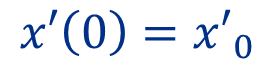 x′(0) = x′₀